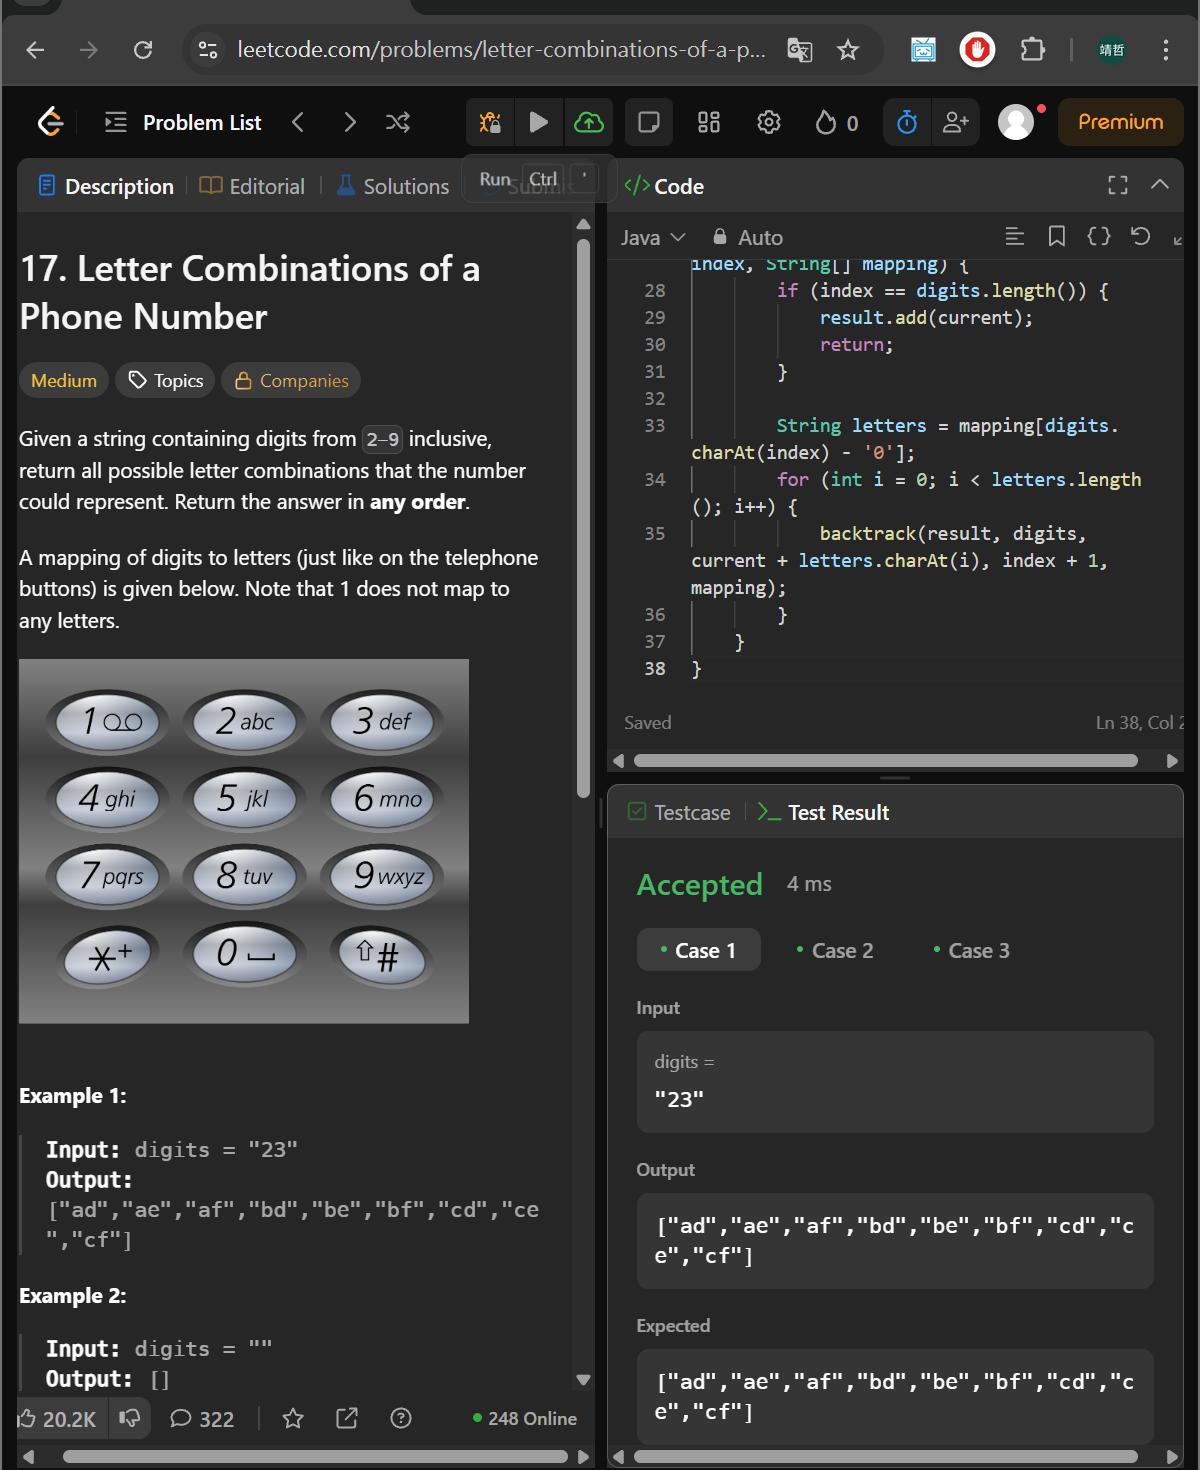 leetcode.com/problems/letter-combinations-of-a-p...
靖哲
Problem List
0
Premium
Description
Editorial
Solutions
Run Ctrl '
Code
Java
Auto
17. Letter Combinations of a
Phone Number
Medium
Topics
Companies
Given a string containing digits from 2-9 inclusive,
return all possible letter combinations that the number
could represent. Return the answer in any order.
A mapping of digits to letters (just like on the telephone
buttons) is given below. Note that 1 does not map to
any letters.
1
2 abc
3 def
4 ghi
5 jkl
6 mno
7 pqrs
8 tuv
9 wxyz
*+
0
#
Example 1:
Input: digits = "23"
Output:
["ad","ae","af","bd","be","bf","cd","ce
","cf"]
Example 2:
Input: digits = ""
Output: []
20.2K
322
248 Online
index, String[] mapping) {
28 if (index == digits.length()) {
29 result.add(current);
30 return;
31 }
32
33 String letters = mapping[digits.
charAt(index) - '0'];
34 for (int i = 0; i < letters.length
(); i++) {
35 backtrack(result, digits,
current + letters.charAt(i), index + 1,
mapping);
36 }
37 }
38 }
Saved
Ln 38, Col 2
Testcase
Test Result
Accepted 4 ms
Case 1
Case 2
Case 3
Input
digits =
"23"
Output
["ad","ae","af","bd","be","bf","cd","c
e","cf"]
Expected
["ad","ae","af","bd","be","bf","cd","c
e","cf"]